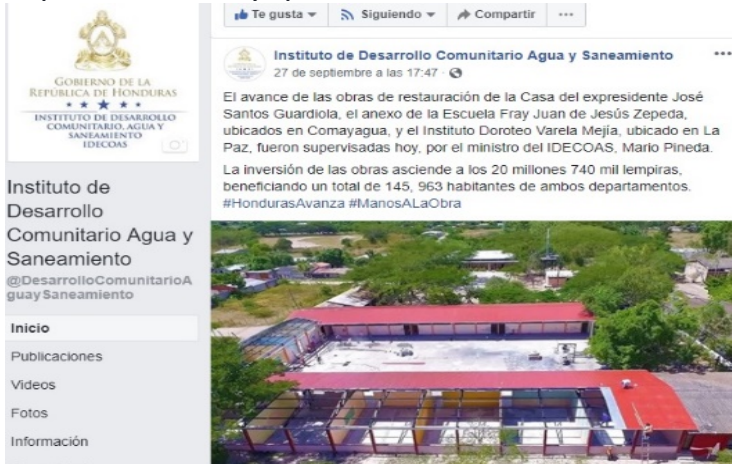 Te gusta Siguiendo Compartir ...
GOBIERNO DE LA
REPÚBLICA DE HONDURAS
INSTITUTO DE DESARROLLO
COMUNITARIO, AGUA Y
SANEAMIENTO
IDECOAS
Instituto de
Desarrollo
Comunitario Agua y
Saneamiento
@DesarrolloComunitarioA
guaySaneamiento
Inicio
Publicaciones
Videos
Fotos
Información
Instituto de Desarrollo Comunitario Agua y Saneamiento ...
27 de septiembre a las 17:47 ·
El avance de las obras de restauración de la Casa del expresidente José
Santos Guardiola, el anexo de la Escuela Fray Juan de Jesús Zepeda,
ubicados en Comayagua, y el Instituto Doroteo Varela Mejía, ubicado en La
Paz, fueron supervisadas hoy, por el ministro del IDECOAS, Mario Pineda.
La inversión de las obras asciende a los 20 millones 740 mil lempiras,
beneficiando un total de 145, 963 habitantes de ambos departamentos.
#HondurasAvanza #ManosALaObra